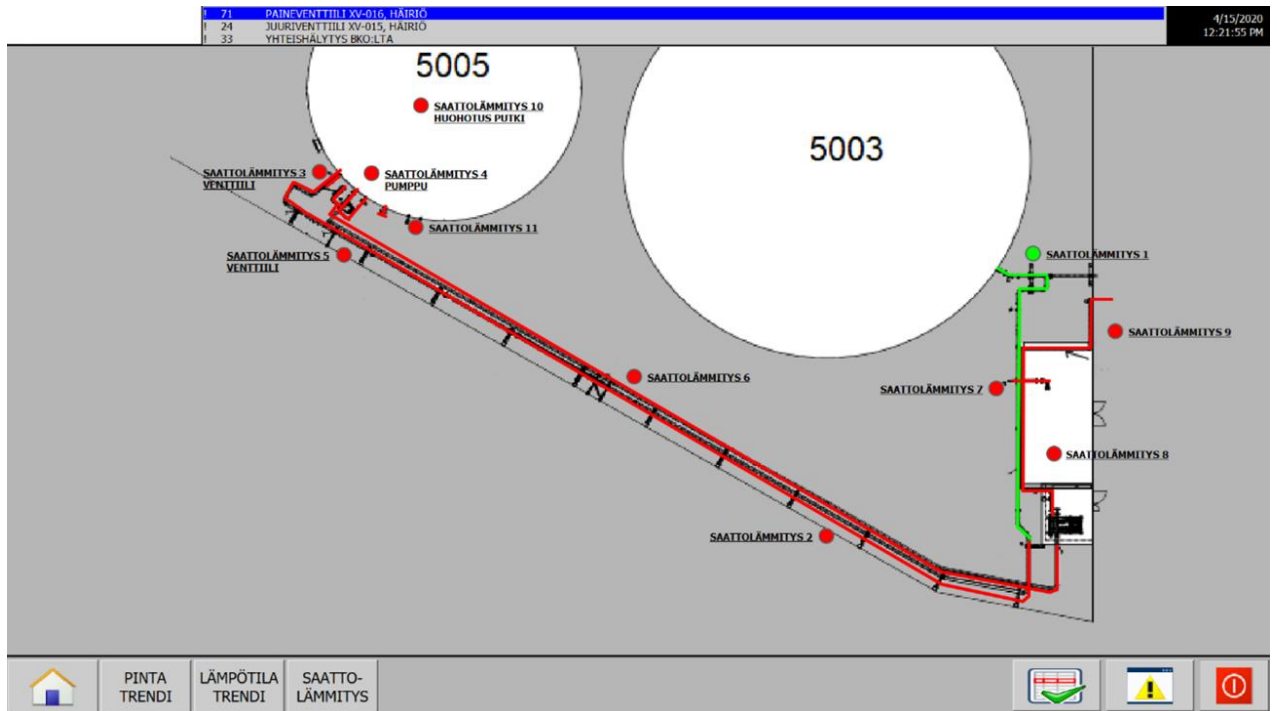 ! 71 PAINEVENTTIILI XV-016, HÄIRIÖ
! 24 JUURIVENTTIILI XV-015, HÄIRIÖ
! 33 YHTEISHÄLYTYS BKO:LTA
4/15/2020
12:21:55 PM
5005
SAATTOLÄMMITYS 10
HUOHOTUS PUTKI
5003
SAATTOLÄMMITYS 3
VENTTIILI
SAATTOLÄMMITYS 4
PUMPPU
SAATTOLÄMMITYS 11
SAATTOLÄMMITYS 5
VENTTIILI
SAATTOLÄMMITYS 1
SAATTOLÄMMITYS 9
SAATTOLÄMMITYS 6
SAATTOLÄMMITYS 7
SAATTOLÄMMITYS 8
SAATTOLÄMMITYS 2
PINTA
TRENDI
LÄMPÖTILA
TRENDI
SAATTO-
LÄMMITYS